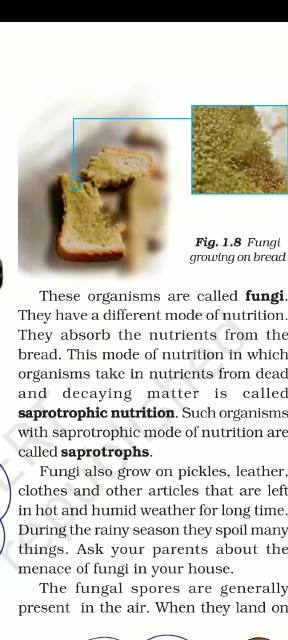 Fig. 1.8 Fungi
growing on bread
These organisms are called fungi.
They have a different mode of nutrition.
They absorb the nutrients from the
bread. This mode of nutrition in which
organisms take in nutrients from dead
and decaying matter is called
saprotrophic nutrition. Such organisms
with saprotrophic mode of nutrition are
called saprotrophs.
Fungi also grow on pickles, leather,
clothes and other articles that are left
in hot and humid weather for long time.
During the rainy season they spoil many
things. Ask your parents about the
menace of fungi in your house.
The fungal spores are generally
present in the air. When they land on